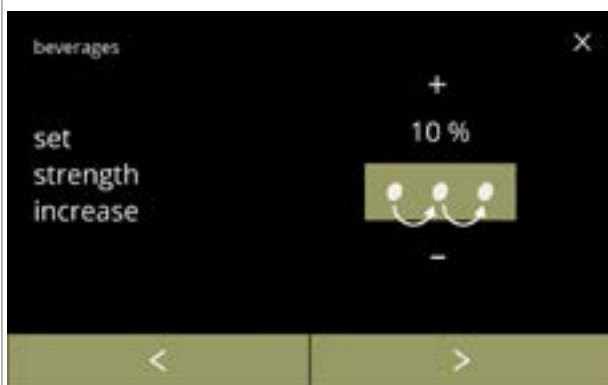 beverages
×
+
set
10 %
strength
increase
-
<
>